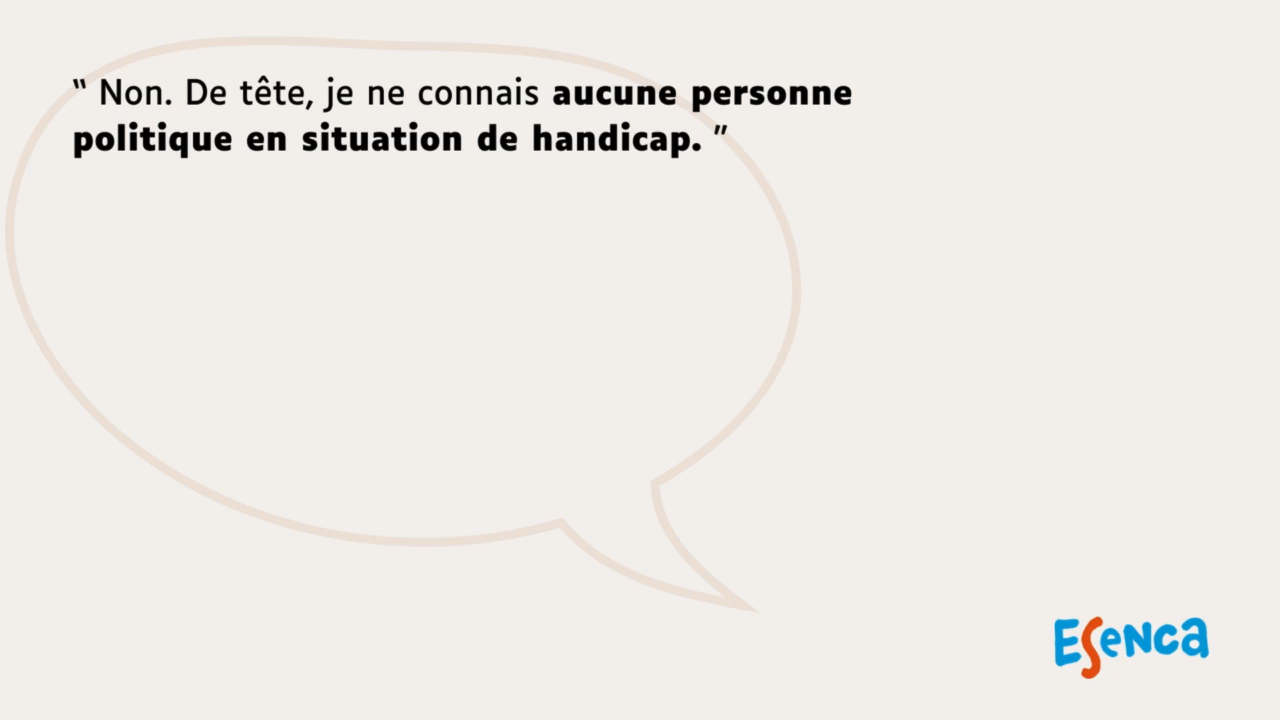 “ Non. De tête, je ne connais aucune personne
politique en situation de handicap. ”
Esenca